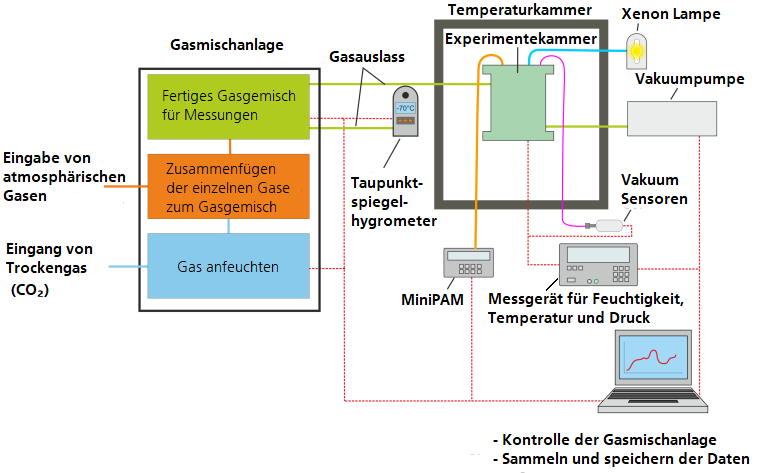 Temperaturkammer
Xenon Lampe
Gasmischanlage
Gasauslass
Experimentekammer
Vakuumpumpe
Fertiges Gasgemisch
für Messungen
-70°C
Eingabe von
atmosphärischen
Gasen
Zusammenfügen
der einzelnen Gase
zum Gasgemisch
Taupunkt-
spiegel-
hygrometer
Vakuum
Sensoren
Eingang von
Trockengas
(CO₂)
Gas anfeuchten
MiniPAM
Messgerät für Feuchtigkeit,
Temperatur und Druck
- Kontrolle der Gasmischanlage
- Sammeln und speichern der Daten